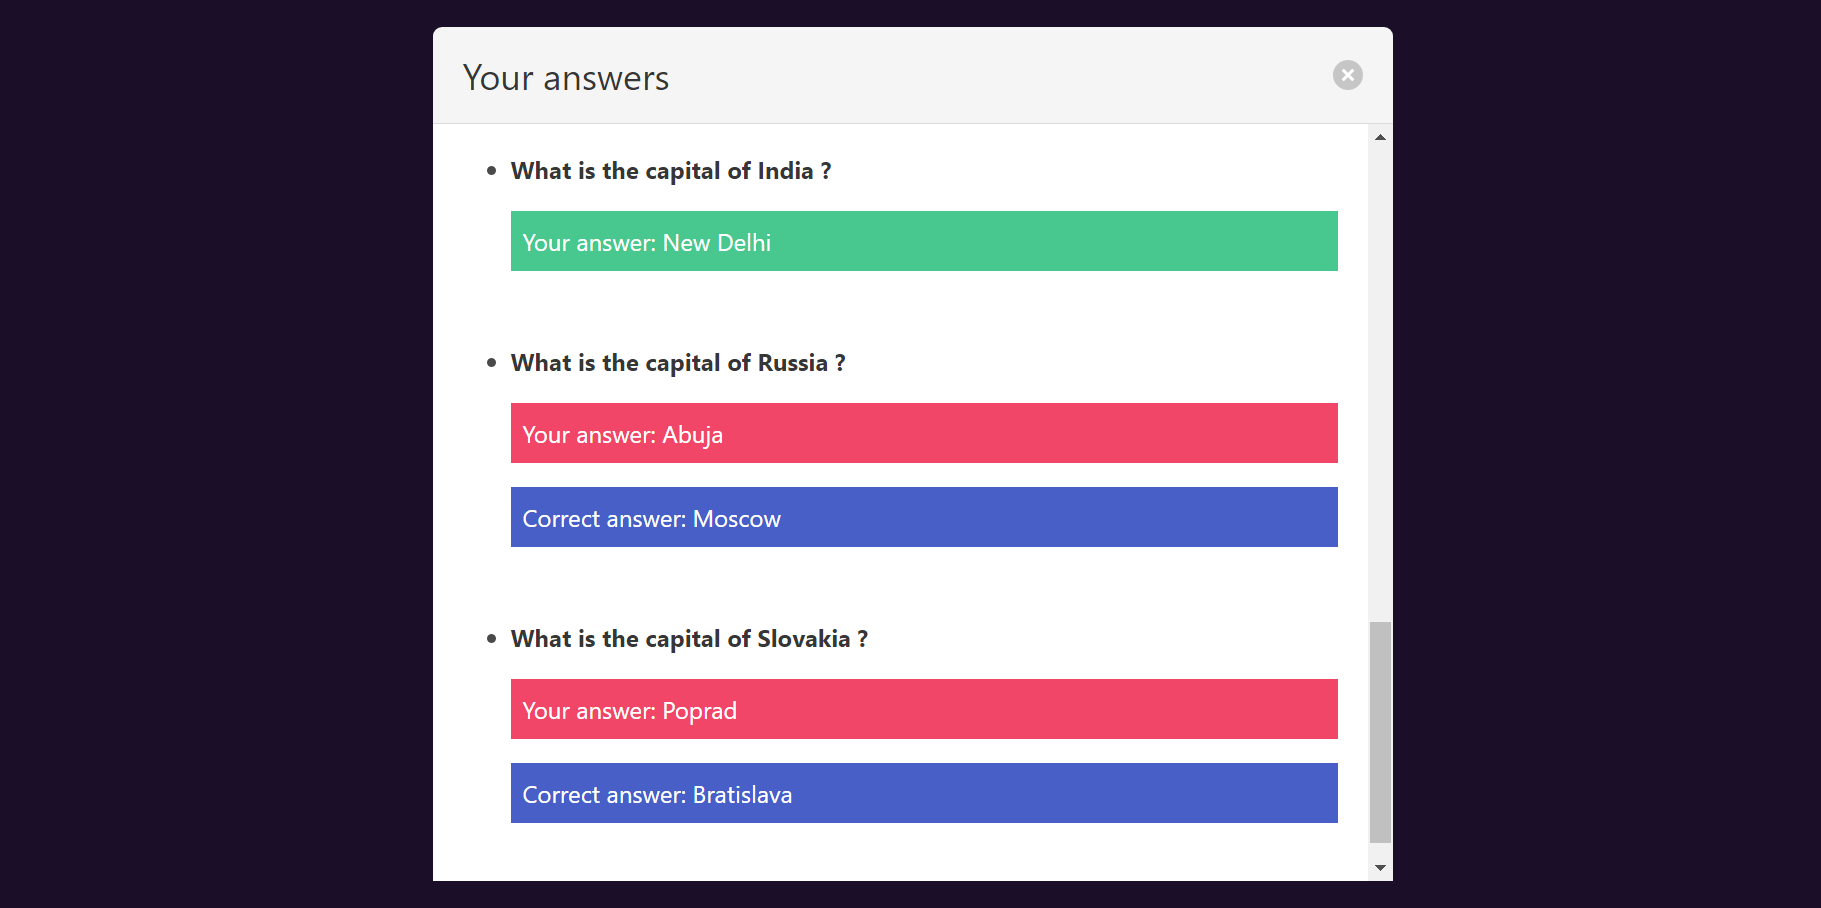 Your answers
What is the capital of India ?
Your answer: New Delhi
What is the capital of Russia ?
Your answer: Abuja
Correct answer: Moscow
What is the capital of Slovakia ?
Your answer: Poprad
Correct answer: Bratislava